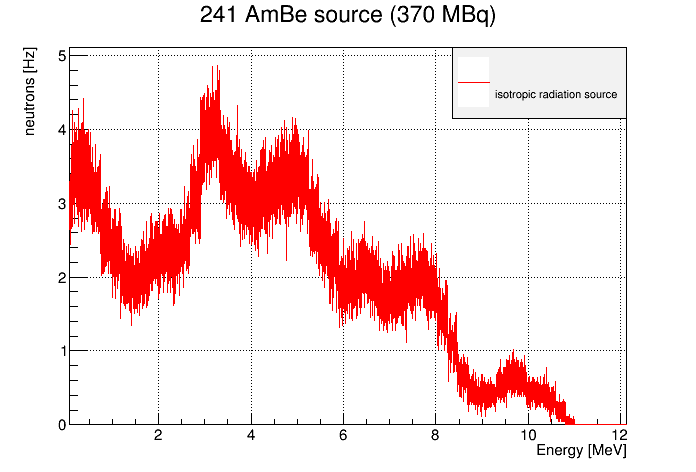 241 AmBe source (370 MBq)
neutrons [Hz]
isotropic radiation source
5
4
3
2
1
0
2 4 6 8 10 12
Energy [MeV]